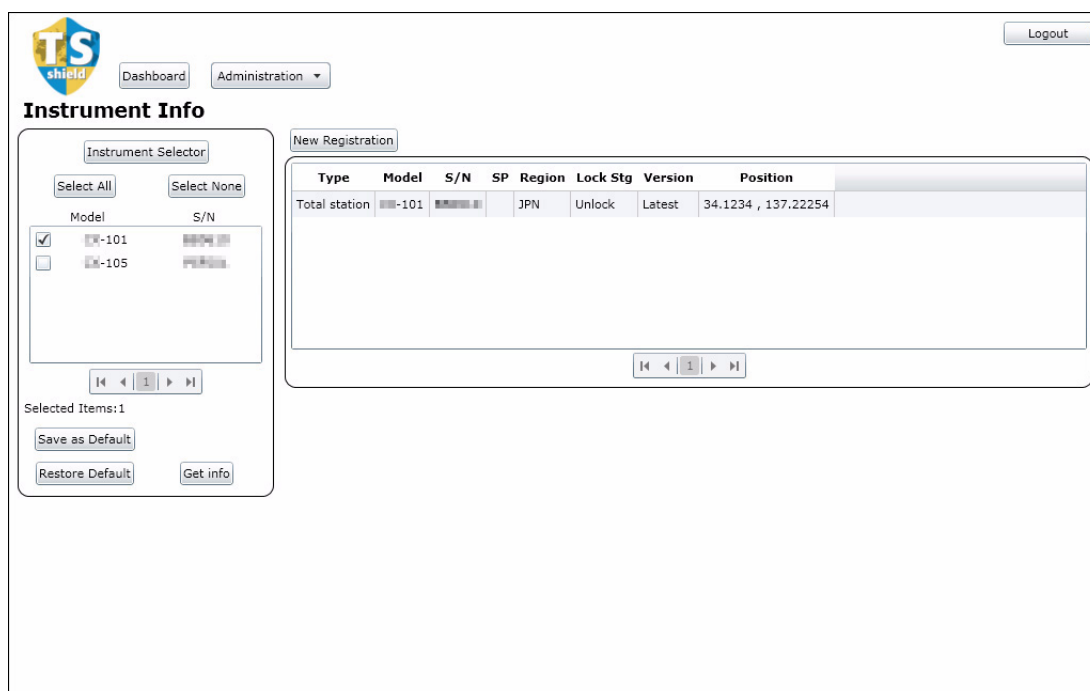 Logout
TS
shield
Dashboard Administration
Instrument Info
Instrument Selector
Select All Select None
Model S/N
-101
-105
1
Selected Items:1
Save as Default
Restore Default Get info
New Registration
Type Model S/N SP Region Lock Stg Version Position
Total station -101 JPN Unlock Latest 34.1234 , 137.22254
1